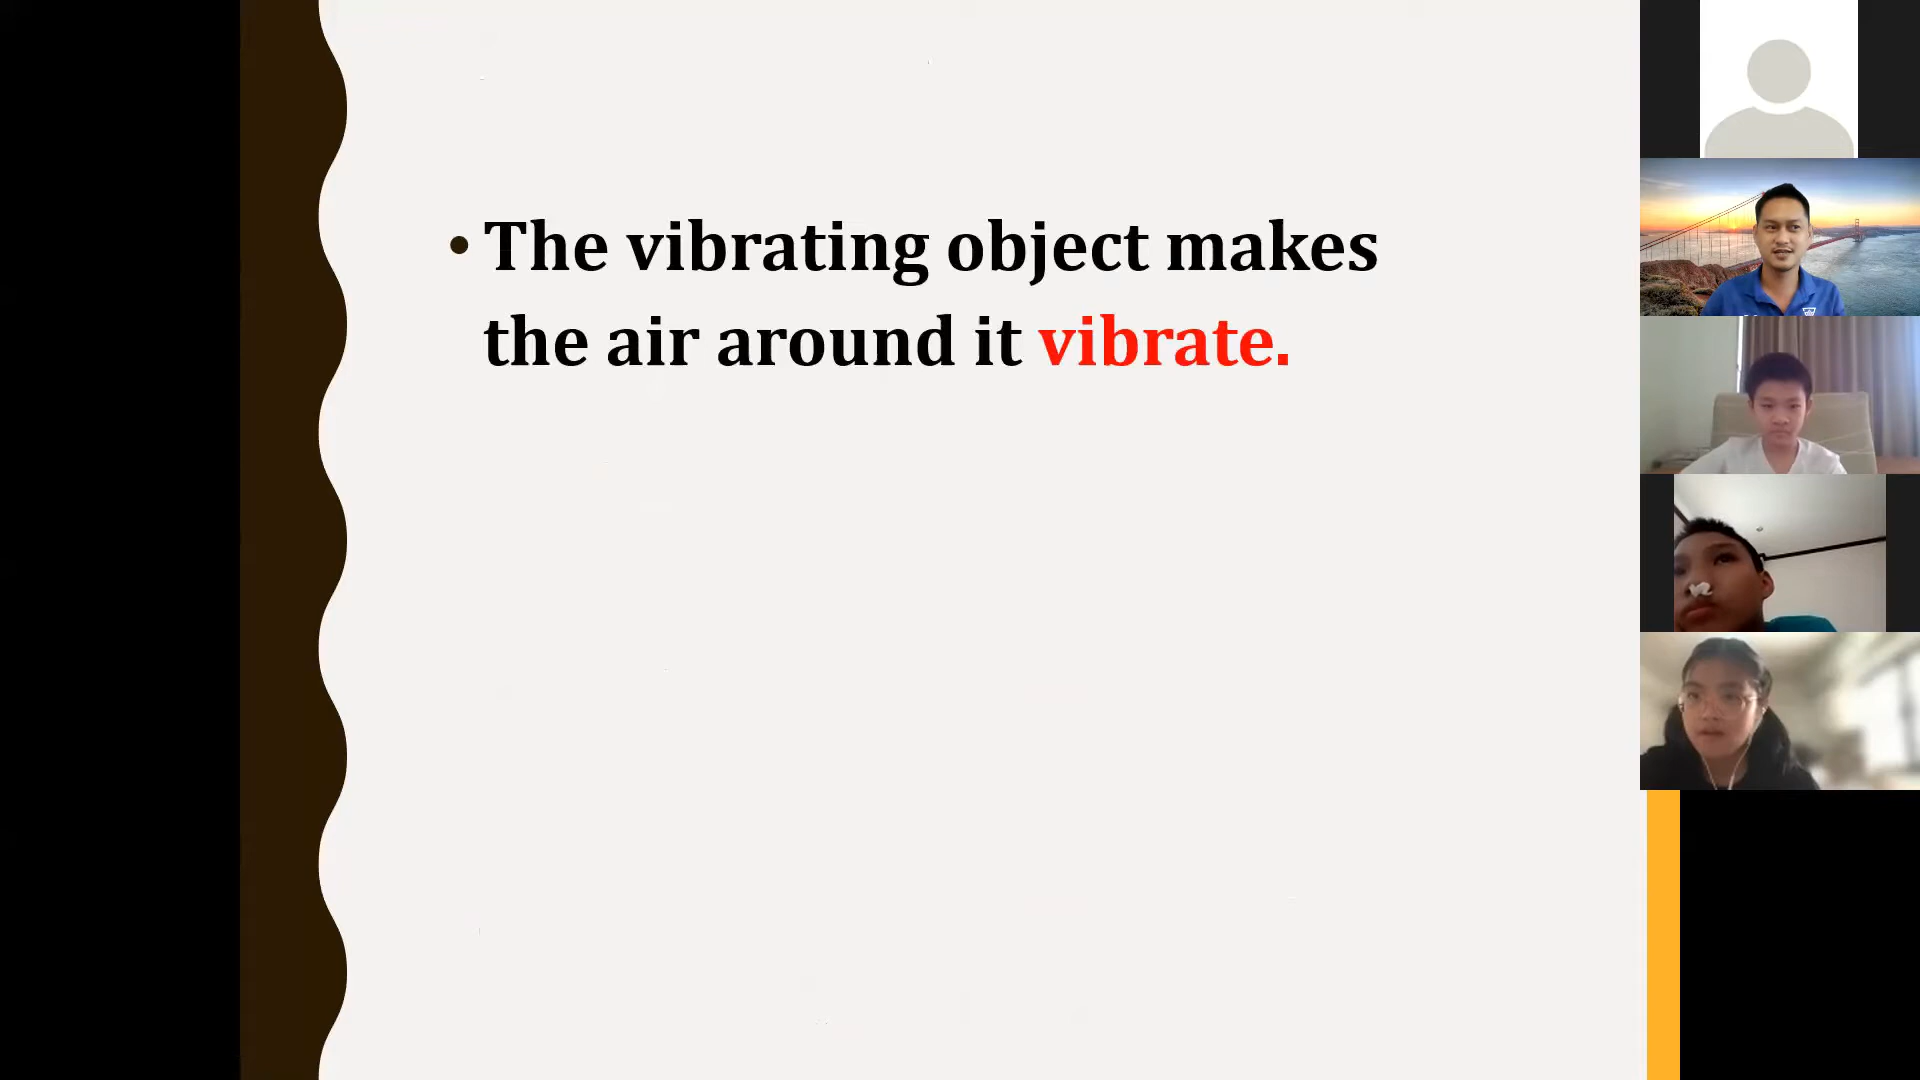 • The vibrating object makes
the air around it vibrate.